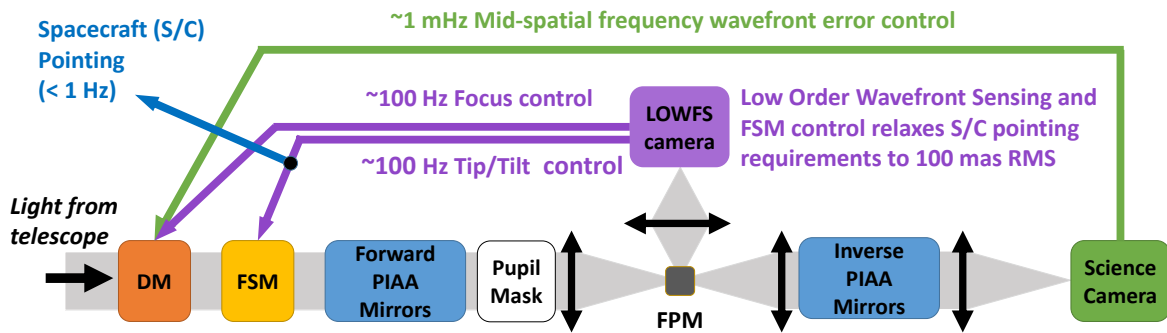 ~1 mHz Mid-spatial frequency wavefront error control
Spacecraft (S/C)
Pointing
(< 1 Hz)
~100 Hz Focus control
LOWFS
camera
Low Order Wavefront Sensing and
FSM control relaxes S/C pointing
requirements to 100 mas RMS
~100 Hz Tip/Tilt control
Light from
telescope
DM
FSM
Forward
PIAA
Mirrors
Pupil
Mask
FPM
Inverse
PIAA
Mirrors
Science
Camera